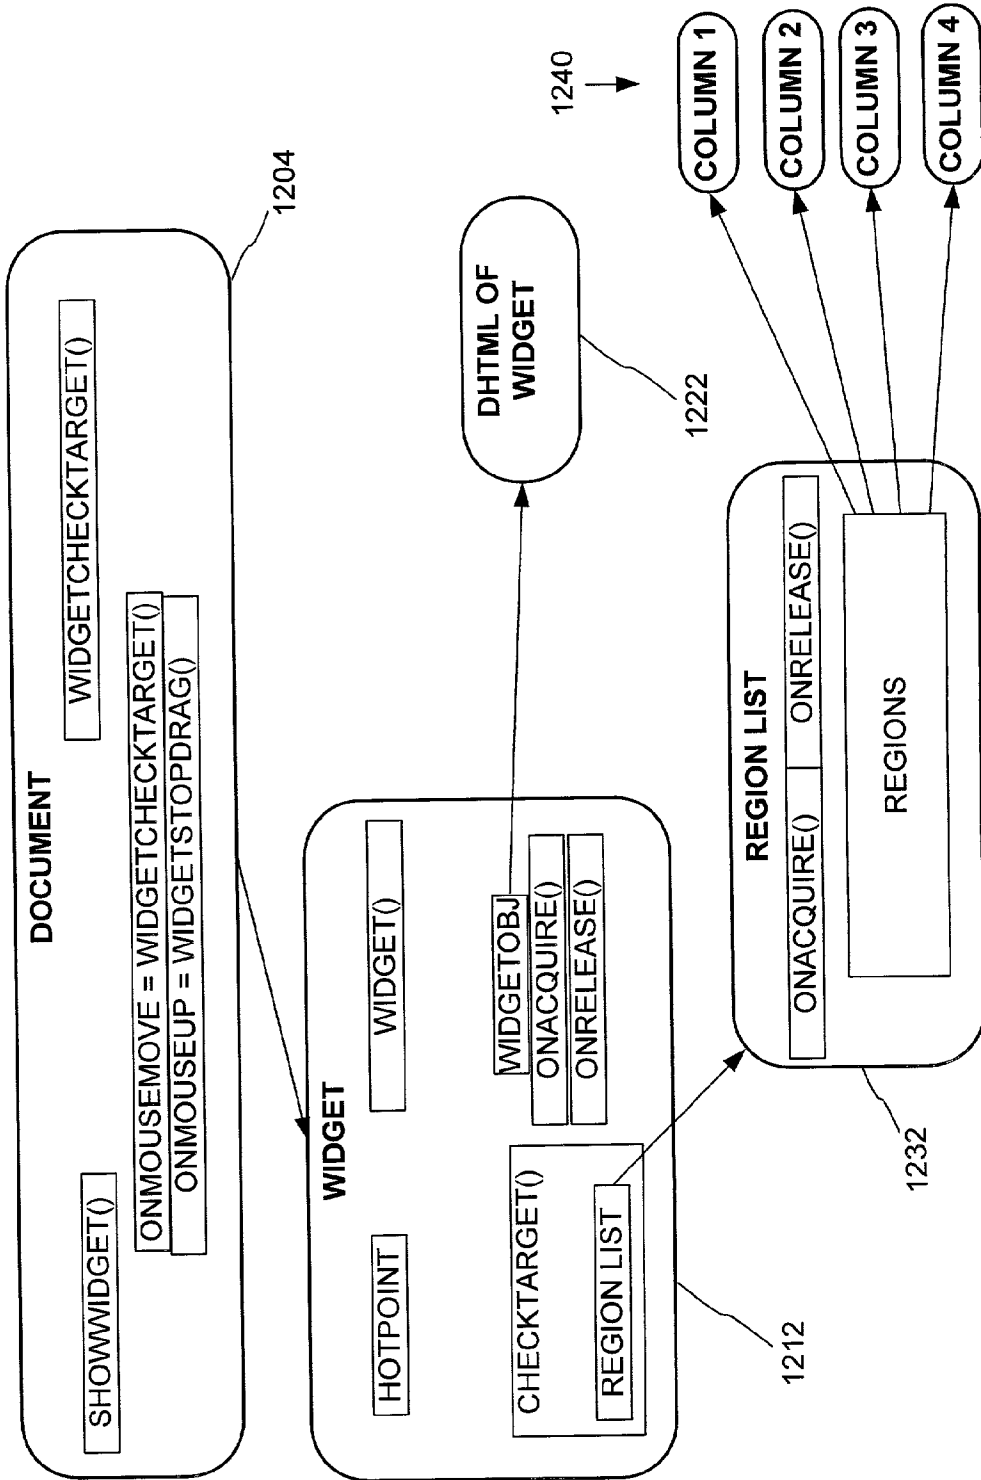 DOCUMENT
SHOWWIDGET()
WIDGETCHECKTARGET()
ONMOUSEMOVE = WIDGETCHECKTARGET()
ONMOUSEUP = WIDGETSTOPDRAG()
1204
WIDGET
HOTPOINT
WIDGET()
CHECKTARGET()
REGION LIST
WIDGETOBJ
ONACQUIRE()
ONRELEASE()
1212
DHTML OF
WIDGET
1222
REGION LIST
ONACQUIRE()
ONRELEASE()
REGIONS
1232
1240
COLUMN 1
COLUMN 2
COLUMN 3
COLUMN 4